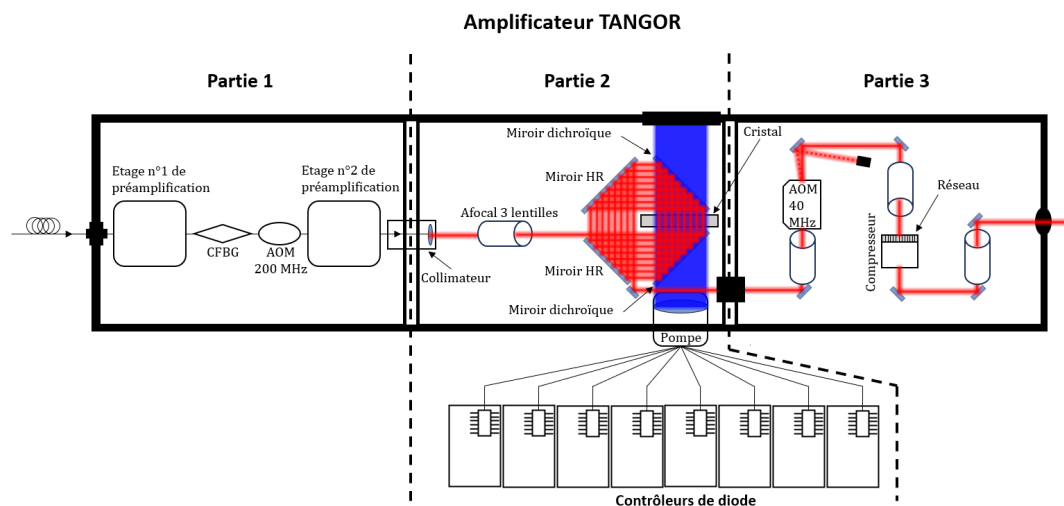 Amplificateur TANGOR
Partie 1
Partie 2
Partie 3
Etage n°1 de
préamplification
CFBG
AOM
200 MHz
Etage n°2 de
préamplification
Collimateur
Afocal 3 lentilles
Miroir dichroïque
Miroir HR
Miroir HR
Miroir dichroïque
Cristal
Pompe
AOM
40
MHz
Compresseur
Réseau
Contrôleurs de diode